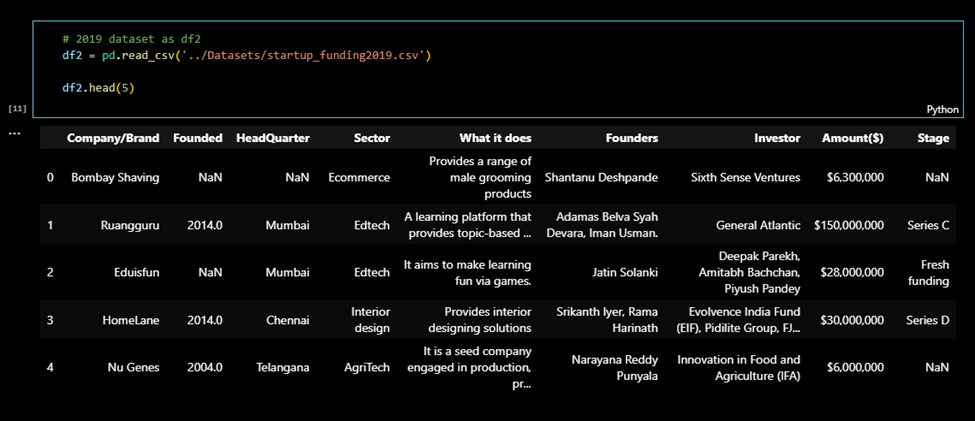 # 2019 dataset as df2
df2 = pd.read_csv('../Datasets/startup_funding2019.csv')
df2.head(5)
[11]
Python
...
Company/Brand Founded HeadQuarter Sector What it does Founders Investor Amount($) Stage
0 Bombay Shaving NaN NaN Ecommerce Provides a range of male grooming products Shantanu Deshpande Sixth Sense Ventures $6,300,000 NaN
1 Ruangguru 2014.0 Mumbai Edtech A learning platform that provides topic-based ... Adamas Belva Syah Devara, Iman Usman. General Atlantic $150,000,000 Series C
2 Eduisfun NaN Mumbai Edtech It aims to make learning fun via games. Jatin Solanki Deepak Parekh, Amitabh Bachchan, Piyush Pandey $28,000,000 Fresh funding
3 HomeLane 2014.0 Chennai Interior design Provides interior designing solutions Srikanth Iyer, Rama Harinath Evolvence India Fund (EIF), Pidilite Group, FJ... $30,000,000 Series D
4 Nu Genes 2004.0 Telangana AgriTech It is a seed company engaged in production, pr... Narayana Reddy Punyala Innovation in Food and Agriculture (IFA) $6,000,000 NaN